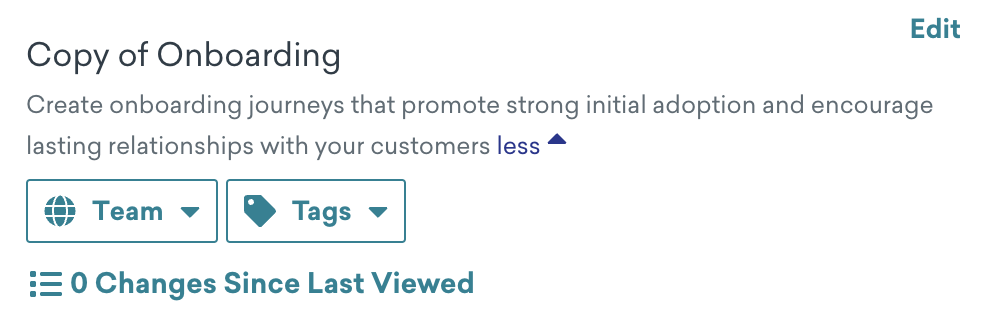 Edit
Copy of Onboarding
Create onboarding journeys that promote strong initial adoption and encourage
lasting relationships with your customers less
Team Tags
0 Changes Since Last Viewed